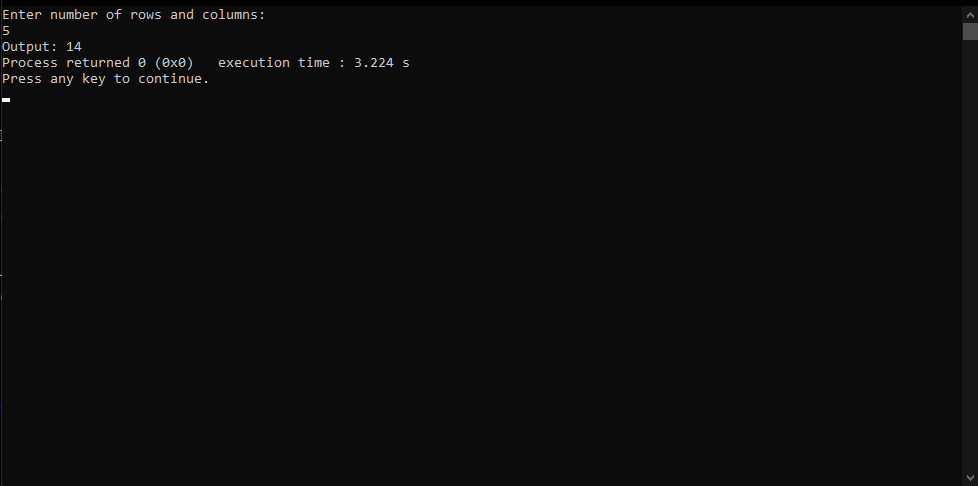 Enter number of rows and columns:
5
Output: 14
Process returned 0 (0x0)   execution time : 3.224 s
Press any key to continue.